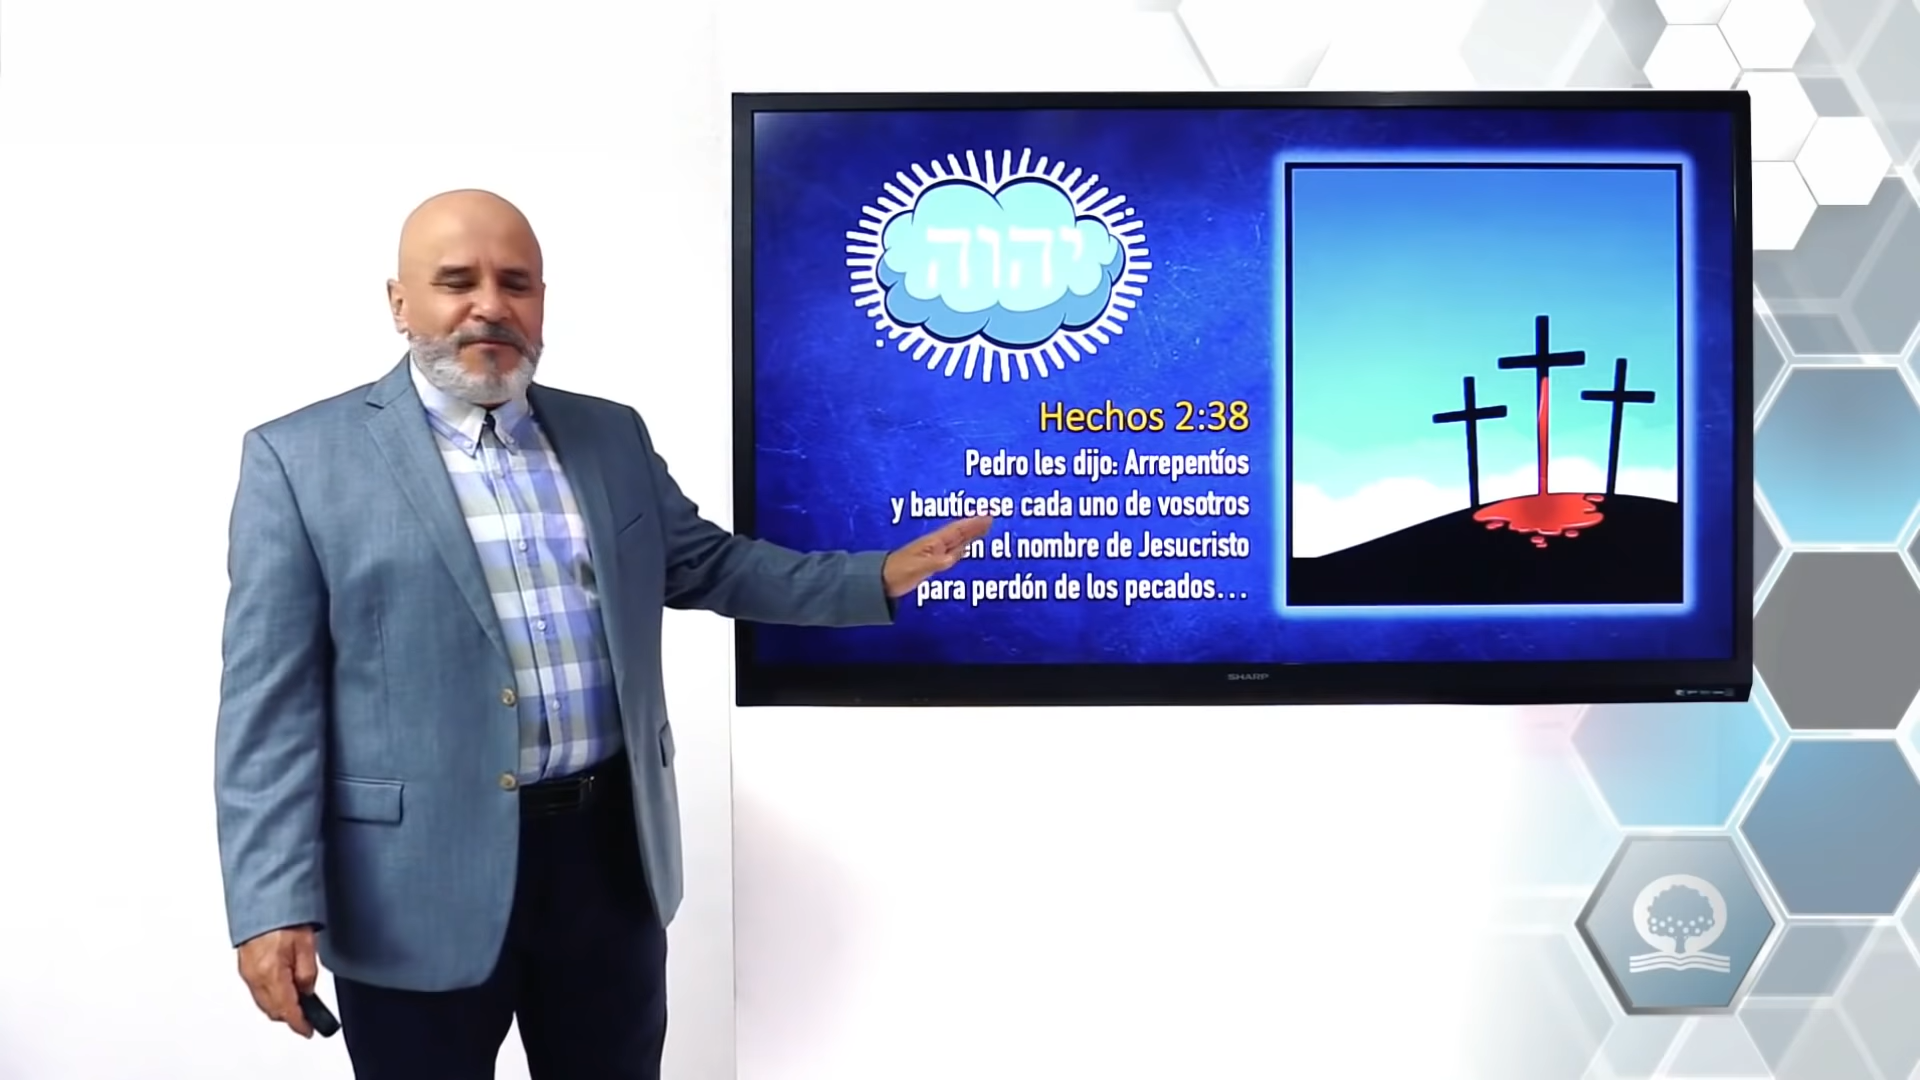 יהוה
Hechos 2:38
Pedro les dijo: Arrepentíos
y bautícese cada uno de vosotros
en el nombre de Jesucristo
para perdón de los pecados...
SHARP